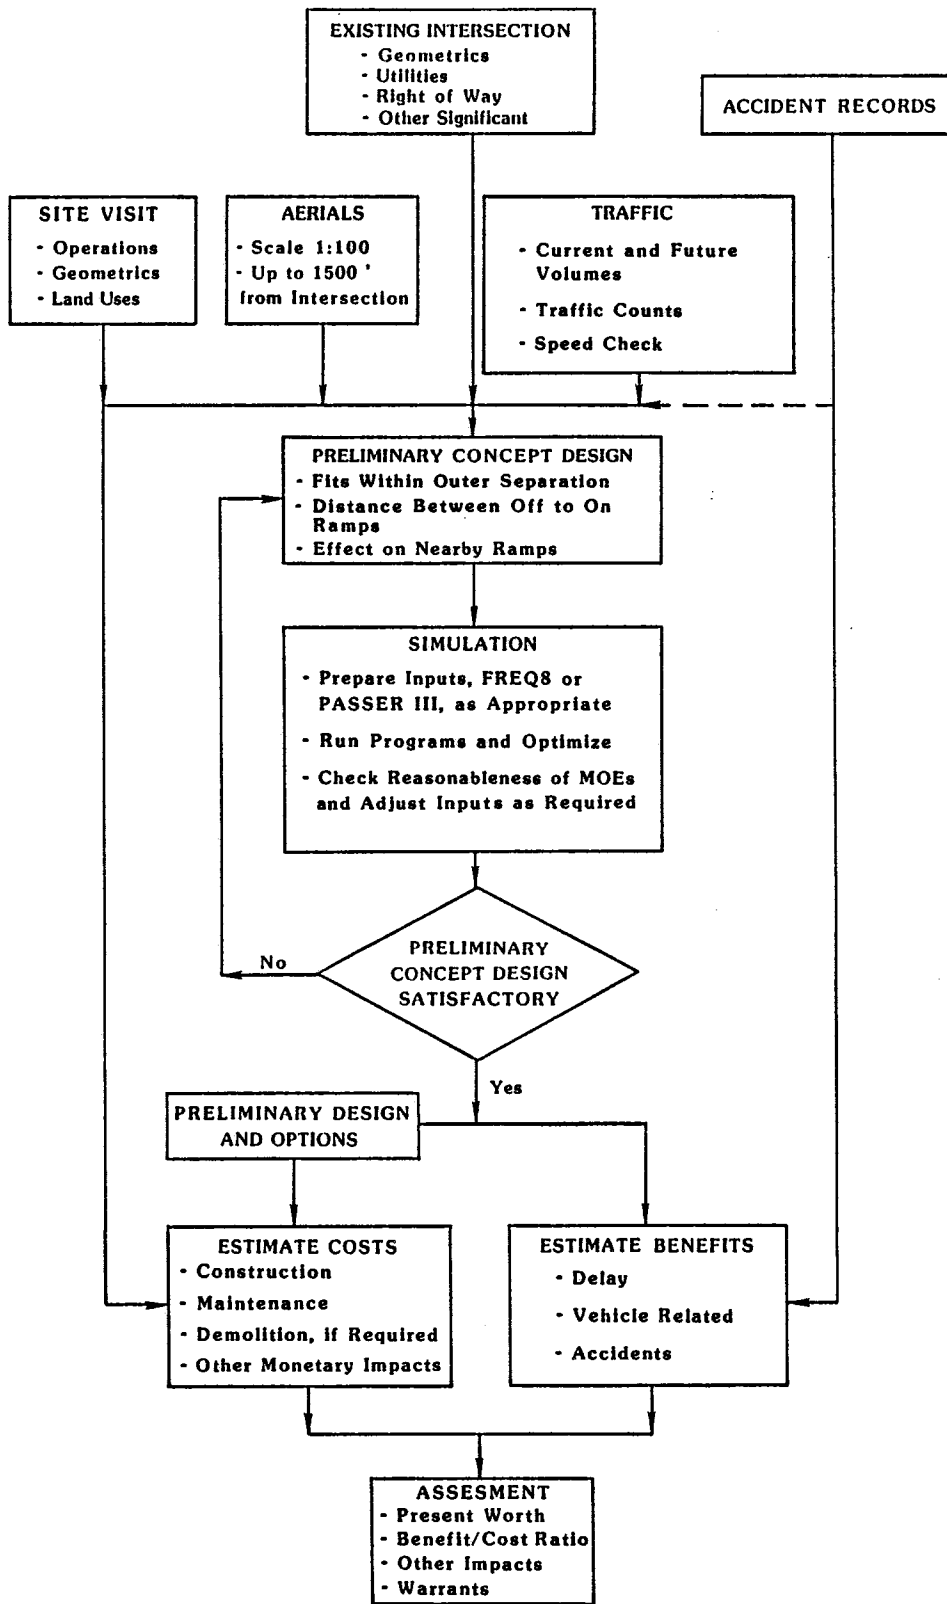 EXISTING INTERSECTION
- Geometrics
- Utilities
- Right of Way
- Other Significant
ACCIDENT RECORDS
SITE VISIT
- Operations
- Geometrics
- Land Uses
AERIALS
- Scale 1:100
- Up to 1500 '
from Intersection
TRAFFIC
- Current and Future
Volumes
- Traffic Counts
- Speed Check
PRELIMINARY CONCEPT DESIGN
- Fits Within Outer Separation
- Distance Between Off to On
Ramps
- Effect on Nearby Ramps
SIMULATION
- Prepare Inputs, FREQ8 or
PASSER III, as Appropriate
- Run Programs and Optimize
- Check Reasonableness of MOEs
and Adjust Inputs as Required
PRELIMINARY
CONCEPT DESIGN
SATISFACTORY
No
Yes
PRELIMINARY DESIGN
AND OPTIONS
ESTIMATE COSTS
- Construction
- Maintenance
- Demolition, if Required
- Other Monetary Impacts
ESTIMATE BENEFITS
- Delay
- Vehicle Related
- Accidents
ASSESMENT
- Present Worth
- Benefit/Cost Ratio
- Other Impacts
- Warrants